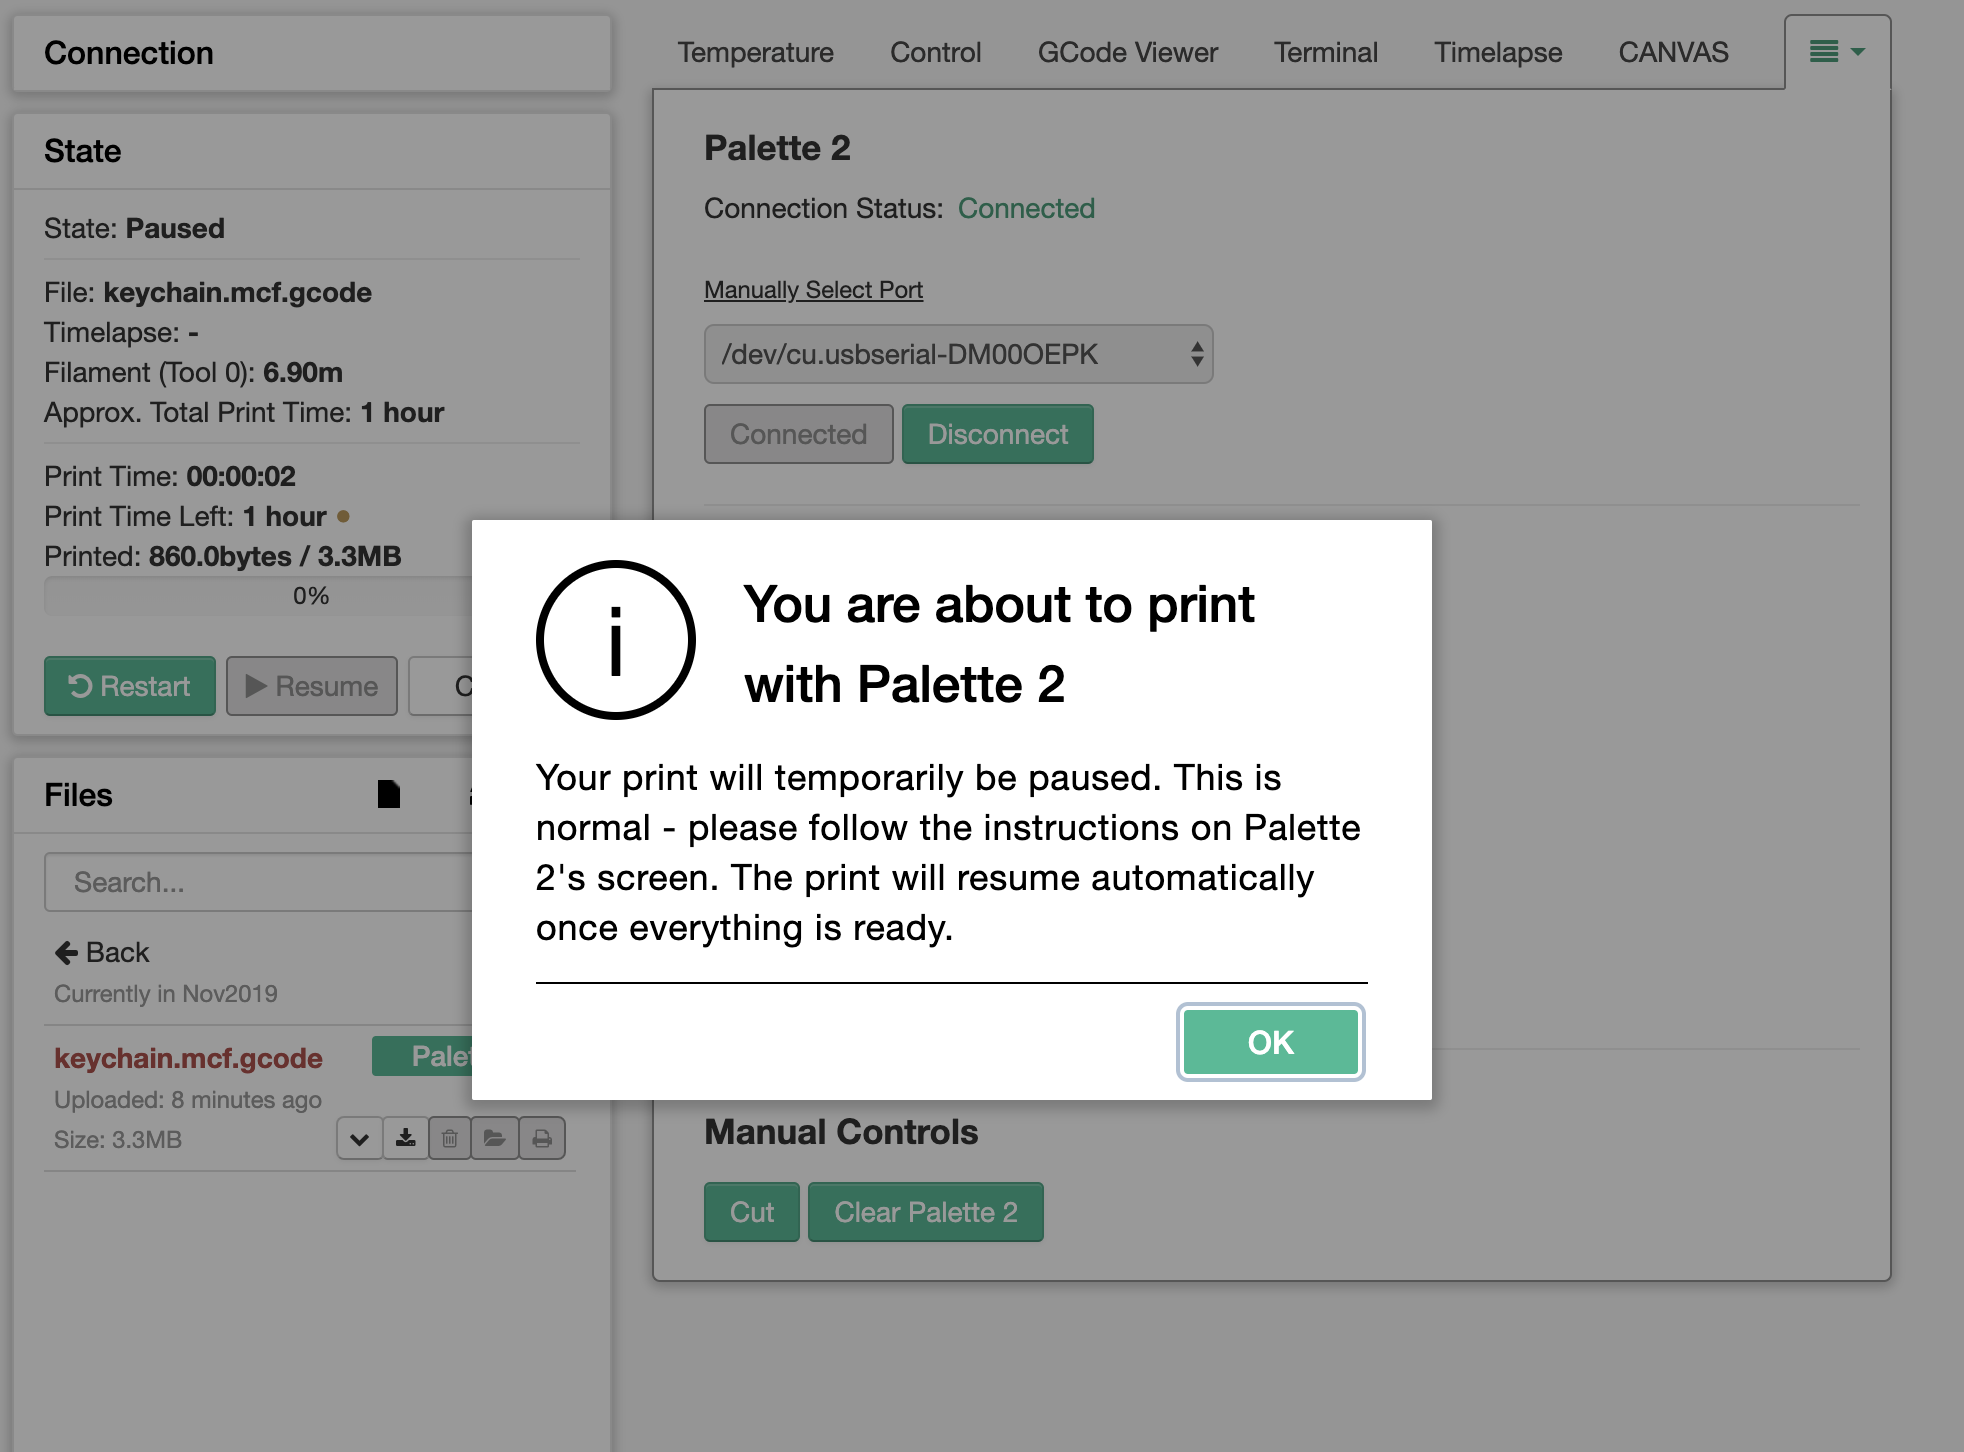 Connection
State
State: Paused
File: keychain.mcf.gcode
Timelapse: -
Filament (Tool 0): 6.90m
Approx. Total Print Time: 1 hour
Print Time: 00:00:02
Print Time Left: 1 hour
Printed: 860.0bytes / 3.3MB
0%
Restart
Resume
Files
Search...
Back
Currently in Nov2019
keychain.mcf.gcode
Uploaded: 8 minutes ago
Size: 3.3MB
Temperature
Control
GCode Viewer
Terminal
Timelapse
CANVAS
Palette 2
Connection Status: Connected
Manually Select Port
/dev/cu.usbserial-DM00OEPK
Connected
Disconnect
You are about to print
with Palette 2
Your print will temporarily be paused. This is
normal - please follow the instructions on Palette
2's screen. The print will resume automatically
once everything is ready.
OK
Manual Controls
Cut
Clear Palette 2